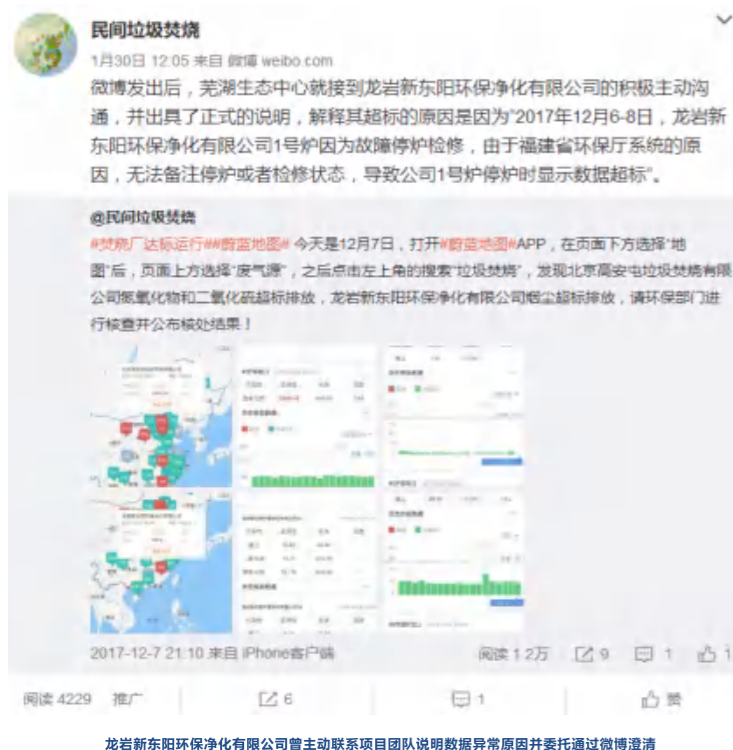 民间垃圾焚烧
1月30日 12:05 来自 微博 weibo.com
微博发出后，芜湖生态中心就接到龙岩新东阳环保净化有限公司的积极主动沟
通，并出具了正式的说明，解释其超标的原因是因为“2017年12月6-8日，龙岩新
东阳环保净化有限公司1号炉因为故障停炉检修，由于福建省环保厅系统的原
因，无法备注停炉或者检修状态，导致公司1号炉停炉时显示数据超标”。
@民间垃圾焚烧
#焚烧厂达标运行##蔚蓝地图# 今天是12月7日，打开#蔚蓝地图#APP，在页面下方选择“地
图”后，页面上方选择“废气源”，之后点击左上角的搜索“垃圾焚烧”，发现北京高安屯垃圾焚烧有限
公司氮氧化物和二氧化硫超标排放，龙岩新东阳环保净化有限公司烟尘超标排放，请环保部门进
行核查并公布核处结果！
2017-12-7 21:10 来自 iPhone客户端 阅读 1.2万 9 1 1
阅读 4229 推广 6 1 赞
龙岩新东阳环保净化有限公司曾主动联系项目团队说明数据异常原因并委托通过微博澄清